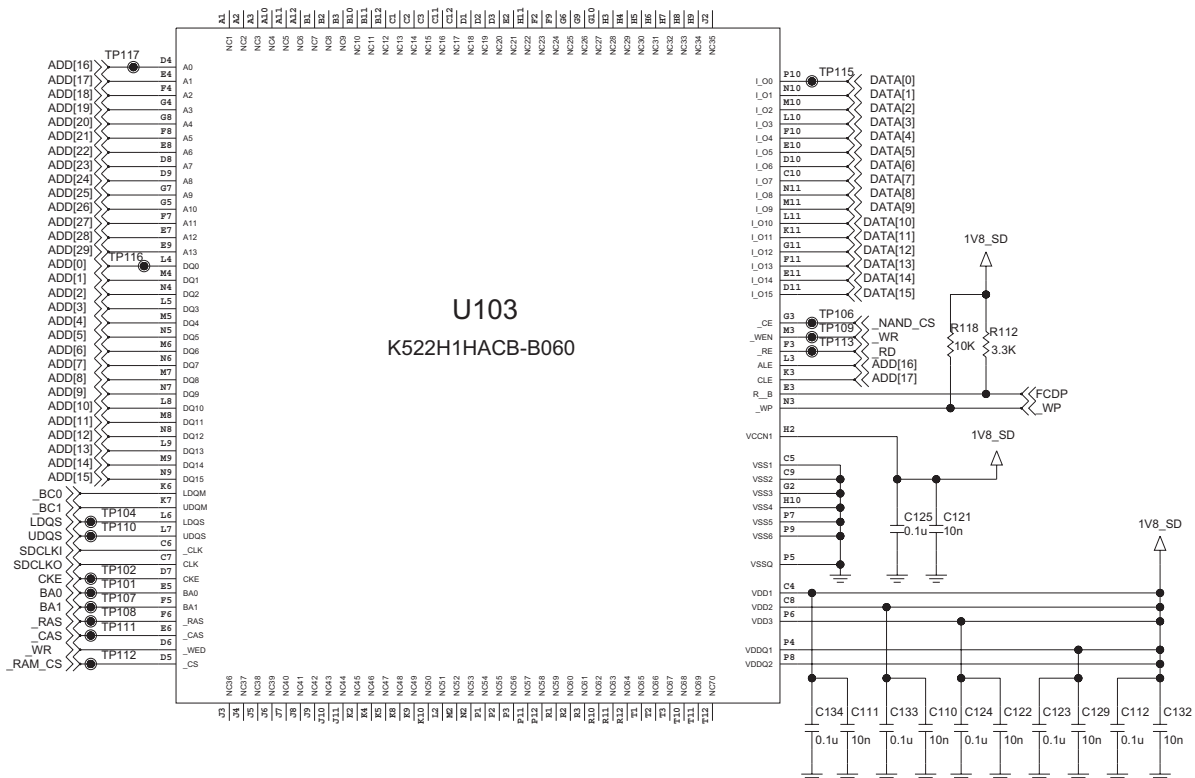 A1 A2 A3 A10 A11 A12 B1 B2 B3 B10 B11 B12 C1 C2 C3 C11 C12 D1 D2 D3 E2 H11 F2 F9 G6 G9 G10 H3 H4 H5 H6 H7 H8 H9 J2
NC1 NC2 NC3 NC4 NC5 NC6 NC7 NC8 NC9 NC10 NC11 NC12 NC13 NC14 NC15 NC16 NC17 NC18 NC19 NC20 NC21 NC22 NC23 NC24 NC25 NC26 NC27 NC28 NC29 NC30 NC31 NC32 NC33 NC34 NC35
ADD[16] TP117 D4 A0
ADD[17] E4 A1
ADD[18] F4 A2
ADD[19] G4 A3
ADD[20] G8 A4
ADD[21] F8 A5
ADD[22] E8 A6
ADD[23] D8 A7
ADD[24] D9 A8
ADD[25] G7 A9
ADD[26] G5 A10
ADD[27] F7 A11
ADD[28] E7 A12
ADD[29] E9 A13
ADD[0] TP116 L4 DQ0
ADD[1] M4 DQ1
ADD[2] N4 DQ2
ADD[3] L5 DQ3
ADD[4] M5 DQ4
ADD[5] N5 DQ5
ADD[6] M6 DQ6
ADD[7] N6 DQ7
ADD[8] M7 DQ8
ADD[9] N7 DQ9
ADD[10] L8 DQ10
ADD[11] M8 DQ11
ADD[12] N8 DQ12
ADD[13] L9 DQ13
ADD[14] M9 DQ14
ADD[15] N9 DQ15
_BC0 K6 LDQM
_BC1 K7 UDQM
LDQS TP104 L6 LDQS
UDQS TP110 L7 UDQS
SDCLKI C6 _CLK
SDCLKO C7 CLK
CKE TP102 D7 CKE
BA0 TP101 E5 BA0
BA1 TP107 F5 BA1
_RAS TP108 F6 _RAS
_CAS TP111 E6 _CAS
_WR D6 _WED
_RAM_CS TP112 D5 _CS
U103
K522H1HACB-B060
I_O0 P10 TP115 DATA[0]
I_O1 N10 DATA[1]
I_O2 M10 DATA[2]
I_O3 L10 DATA[3]
I_O4 F10 DATA[4]
I_O5 E10 DATA[5]
I_O6 D10 DATA[6]
I_O7 C10 DATA[7]
I_O8 N11 DATA[8]
I_O9 M11 DATA[9]
I_O10 L11 DATA[10]
I_O11 K11 DATA[11]
I_O12 G11 DATA[12]
I_O13 F11 DATA[13]
I_O14 E11 DATA[14]
I_O15 D11 DATA[15]
1V8_SD
_CE G3 TP106 _NAND_CS
_WEN M3 TP109 _WR
_RE F3 TP113 _RD
ALE L3 ADD[16]
CLE K3 ADD[17]
R118 10K
R112 3.3K
R__B E3 FCDP
_WP N3 _WP
VCCN1 H2
1V8_SD
VSS1 C5
VSS2 C9
VSS3 G2
VSS4 H10
VSS5 P7
VSS6 P9
VSSQ P5
C125 0.1u
C121 10n
1V8_SD
VDD1 C4
VDD2 C8
VDD3 P6
VDDQ1 P4
VDDQ2 P8
C134 C111 C133 C110 C124 C122 C123 C129 C112 C132
0.1u 10n 0.1u 10n 0.1u 10n 0.1u 10n 0.1u 10n
NC36 NC37 NC38 NC39 NC40 NC41 NC42 NC43 NC44 NC45 NC46 NC47 NC48 NC49 NC50 NC51 NC52 NC53 NC54 NC55 NC56 NC57 NC58 NC59 NC60 NC61 NC62 NC63 NC64 NC65 NC66 NC67 NC68 NC69 NC70
J3 J4 J5 J6 J7 J8 J9 J10 J11 K2 K4 K5 K8 K9 K10 L2 M2 N2 P1 P2 P3 P11 P12 R1 R2 R3 R10 R11 R12 T1 T2 T3 T10 T11 T12